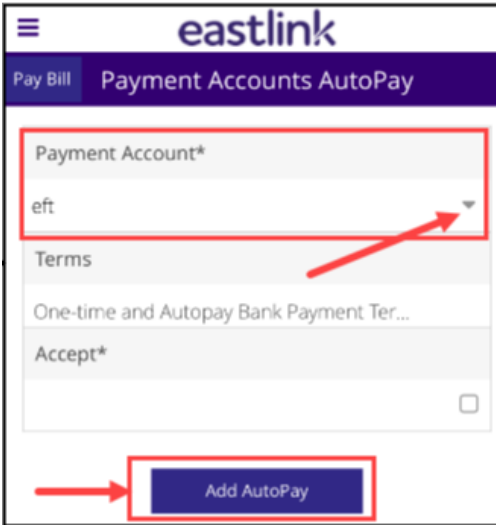 eastlink
Pay Bill Payment Accounts AutoPay
Payment Account*
eft
Terms
One-time and Autopay Bank Payment Ter...
Accept*
Add AutoPay